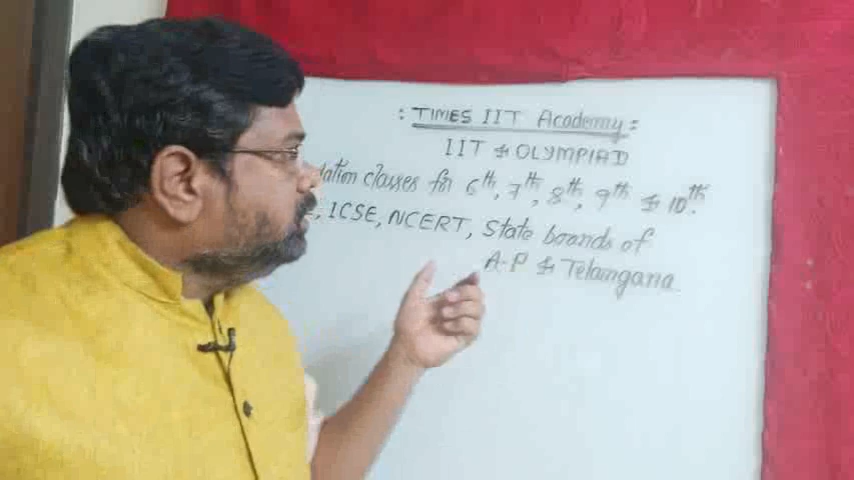 : TIMES IIT Academy :
IIT & OLYMPIAD
dation classes for 6th, 7th, 8th, 9th & 10th.
, ICSE, NCERT, State boards of
A-P & Telangana